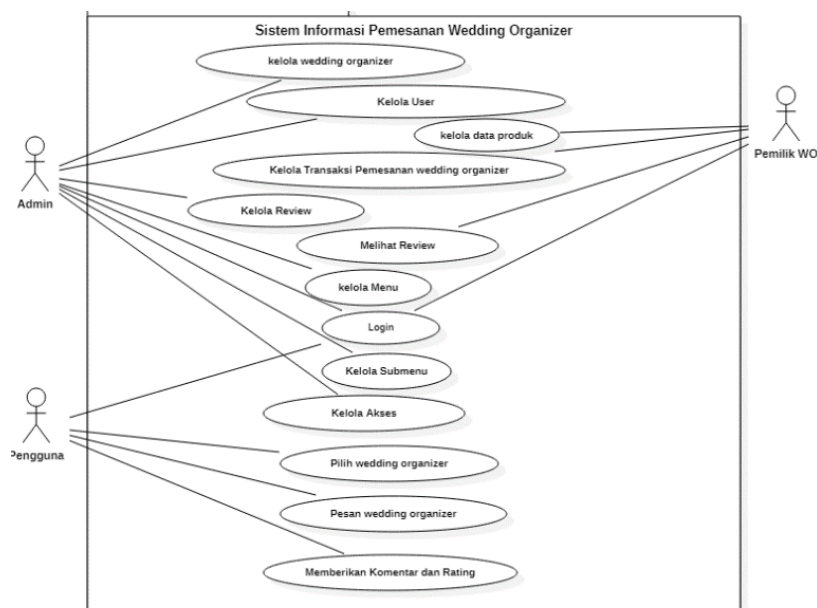 Sistem Informasi Pemesanan Wedding Organizer
kelola wedding organizer
Kelola User
kelola data produk
Pemilik WO
Kelola Transaksi Pemesanan wedding organizer
Admin
Kelola Review
Melihat Review
kelola Menu
Login
Kelola Submenu
Kelola Akses
Pengguna
Pilih wedding organizer
Pesan wedding organizer
Memberikan Komentar dan Rating